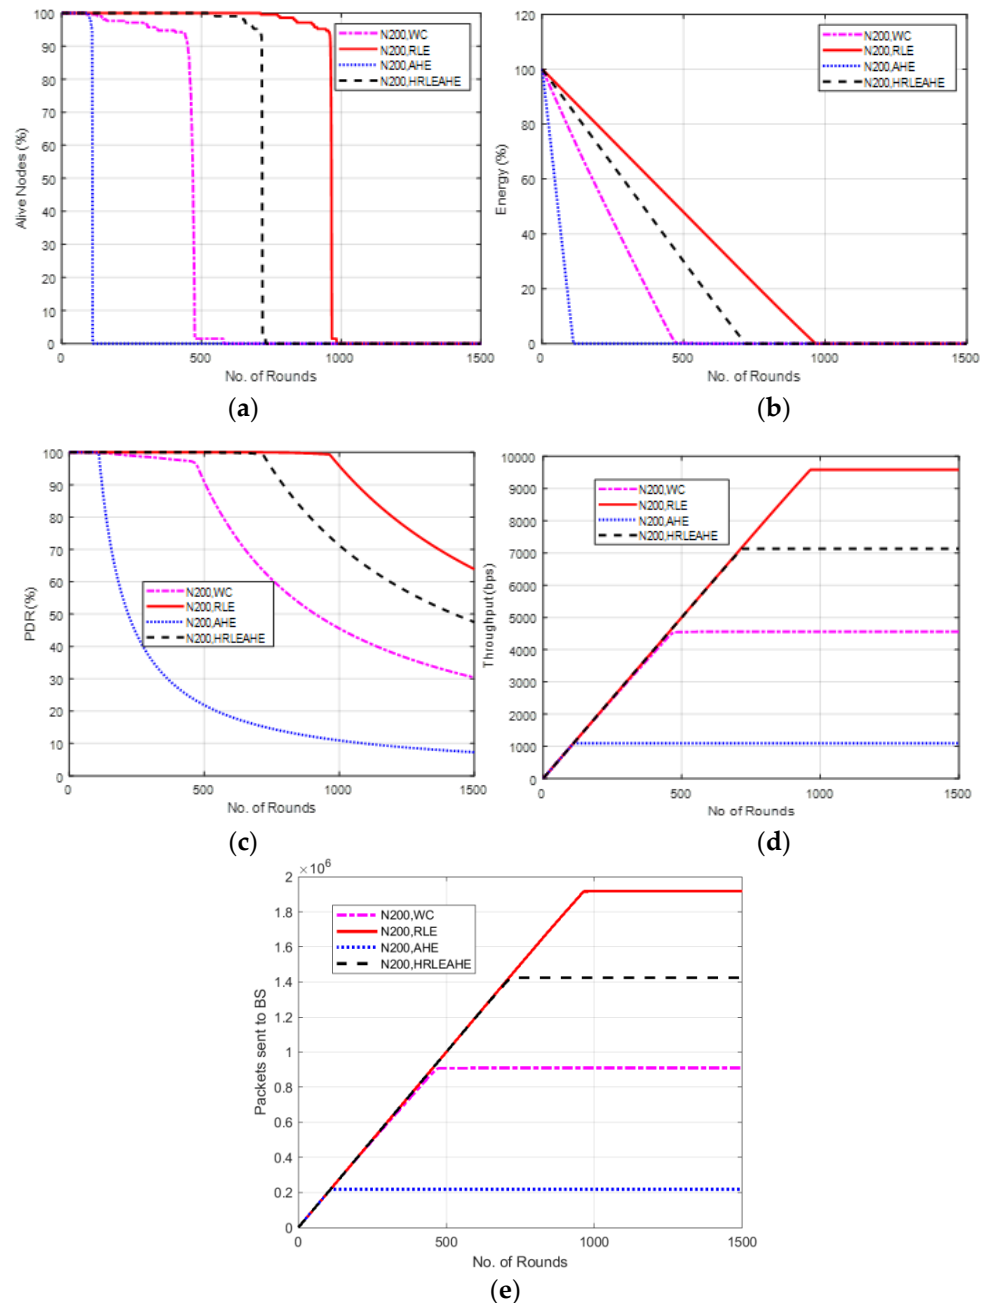 100
90
80
70
60
50
40
30
20
10
0
Alive Nodes (%)
N200,WC
N200,RLE
N200,AHE
N200,HRLEAHE
0
500
1000
1500
No. of Rounds
(a)
120
100
80
60
40
20
0
Energy (%)
N200,WC
N200,RLE
N200,AHE
N200,HRLEAHE
0
500
1000
1500
No. of Rounds
(b)
100
90
80
70
60
50
40
30
20
10
0
PDR (%)
N200,WC
N200,RLE
N200,AHE
N200,HRLEAHE
0
500
1000
1500
No. of Rounds
(c)
10000
9000
8000
7000
6000
5000
4000
3000
2000
1000
0
Throughput (bps)
N200,WC
N200,RLE
N200,AHE
N200,HRLEAHE
0
500
1000
1500
No of Rounds
(d)
×10⁶
2
1.8
1.6
1.4
1.2
1
0.8
0.6
0.4
0.2
0
Packets sent to BS
N200,WC
N200,RLE
N200,AHE
N200,HRLEAHE
0
500
1000
1500
No. of Rounds
(e)